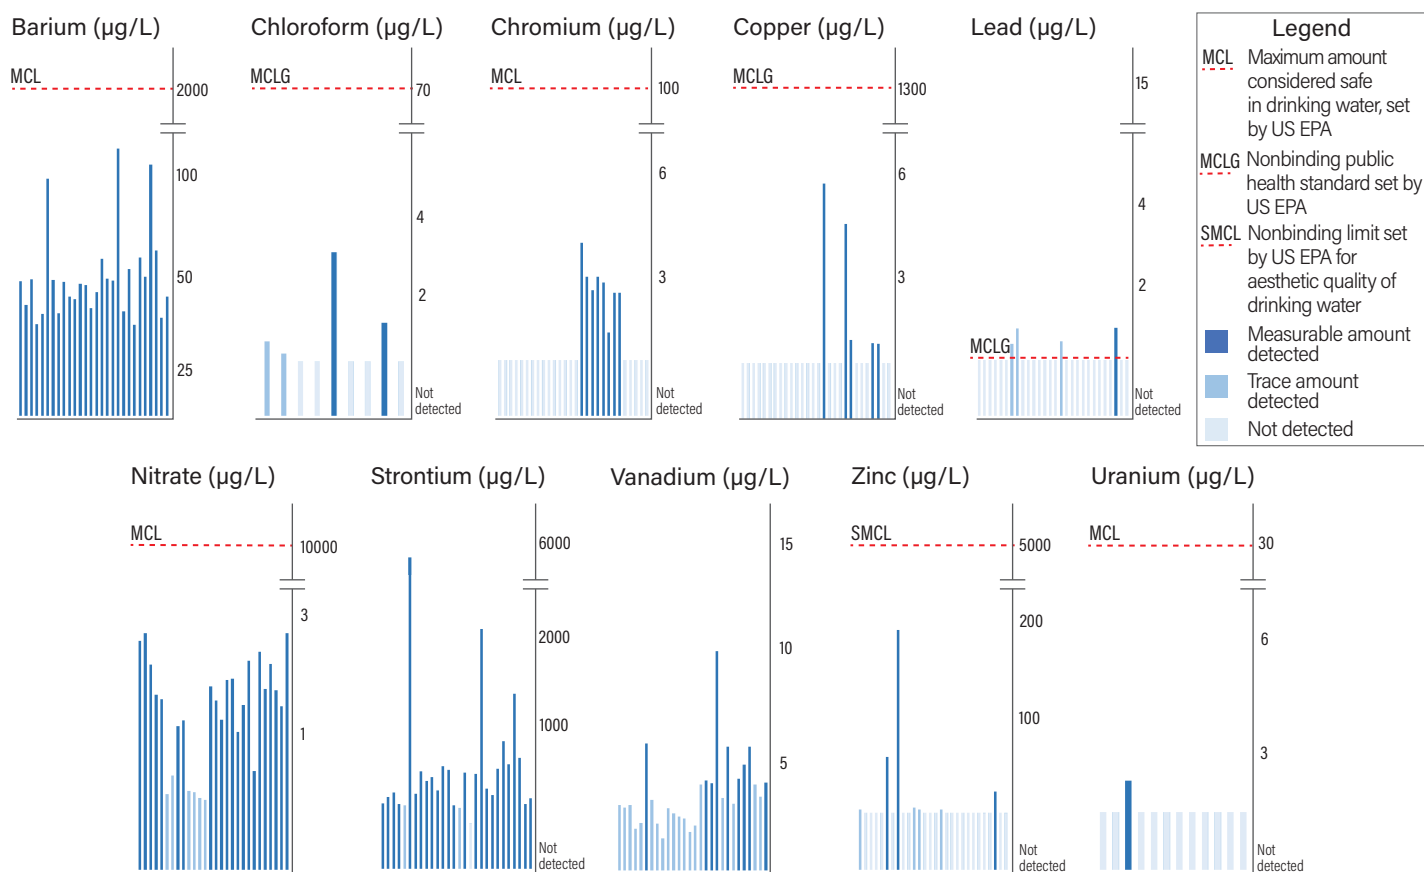 Barium (µg/L)
MCL
2000
100
50
25
Chloroform (µg/L)
MCLG
70
4
2
Not
detected
Chromium (µg/L)
MCL
100
6
3
Not
detected
Copper (µg/L)
MCLG
1300
6
3
Not
detected
Lead (µg/L)
15
4
2
MCLG
Not
detected
Legend
MCL Maximum amount
considered safe
in drinking water, set
by US EPA
MCLG Nonbinding public
health standard set by
US EPA
SMCL Nonbinding limit set
by US EPA for
aesthetic quality of
drinking water
Measurable amount
detected
Trace amount
detected
Not detected
Nitrate (µg/L)
MCL
10000
3
1
Strontium (µg/L)
6000
2000
1000
Not
detected
Vanadium (µg/L)
15
10
5
Zinc (µg/L)
SMCL
5000
200
100
Not
detected
Uranium (µg/L)
MCL
30
6
3
Not
detected